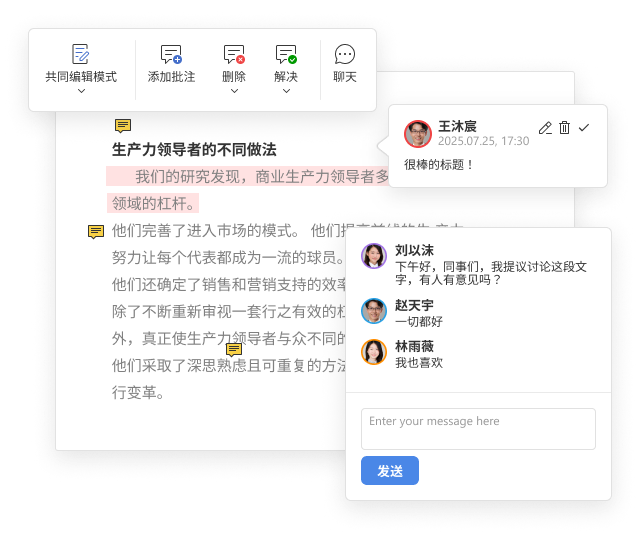 共同编辑模式
添加批注
删除
解决
聊天
王沐宸
2025.07.25, 17:30
很棒的标题！
生产力领导者的不同做法
我们的研究发现，商业生产力领导者多
领域的杠杆。
他们完善了进入市场的模式。 他们提高前线的生 产力
努力让每个代表都成为一流的球员。
他们还确定了销售和营销支持的效率
除了不断重新审视一套行之有效的杠
外，真正使生产力领导者与众不同的
他们采取了深思熟虑且可重复的方法
行变革。
刘以沫
下午好，同事们，我提议讨论这段文
字，有人有意见吗？
赵天宇
一切都好
林雨薇
我也喜欢
Enter your message here
发送